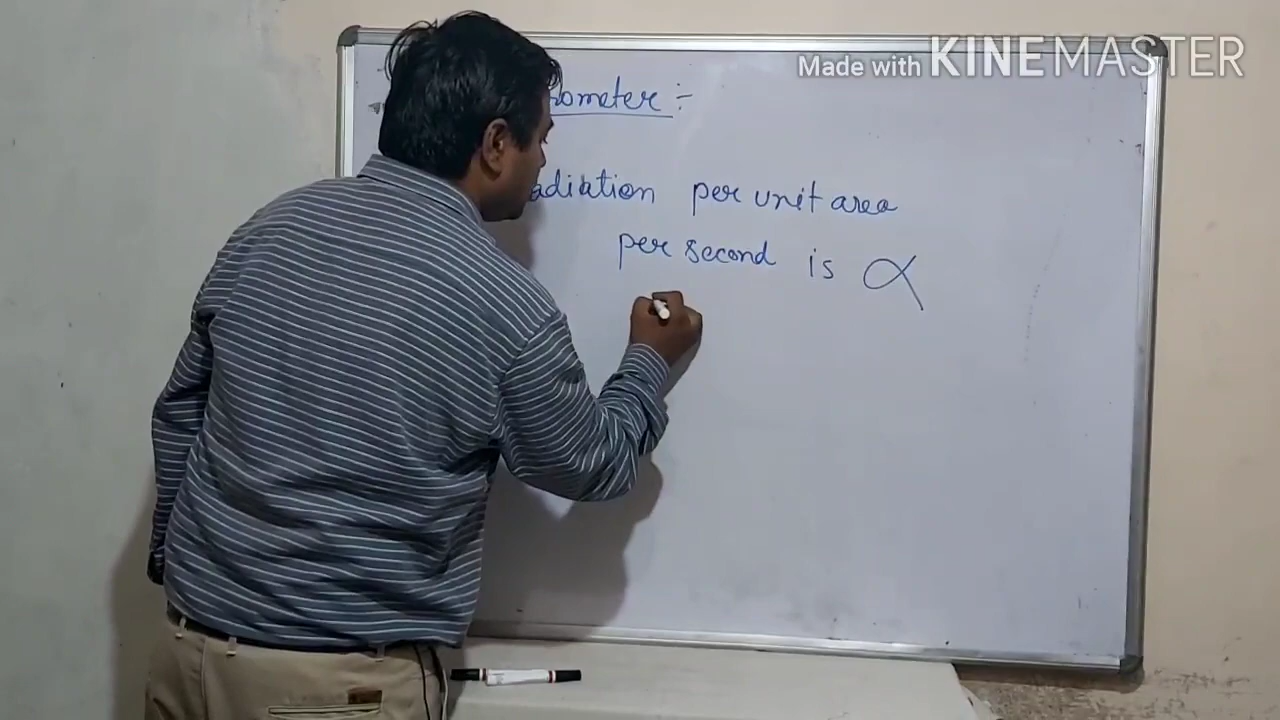 Made with KINEMASTER
ometer :-
adiation per unit area
per second is α